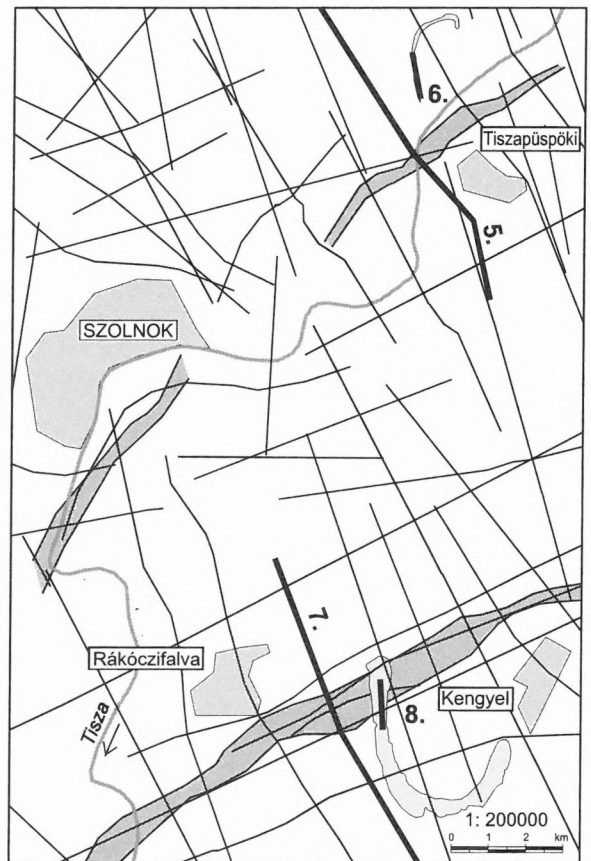 6.
Tiszapüspöki
5.
SZOLNOK
7.
Rákóczifalva
Kengyel
8.
Tisza
1: 200000
0 1 2 km